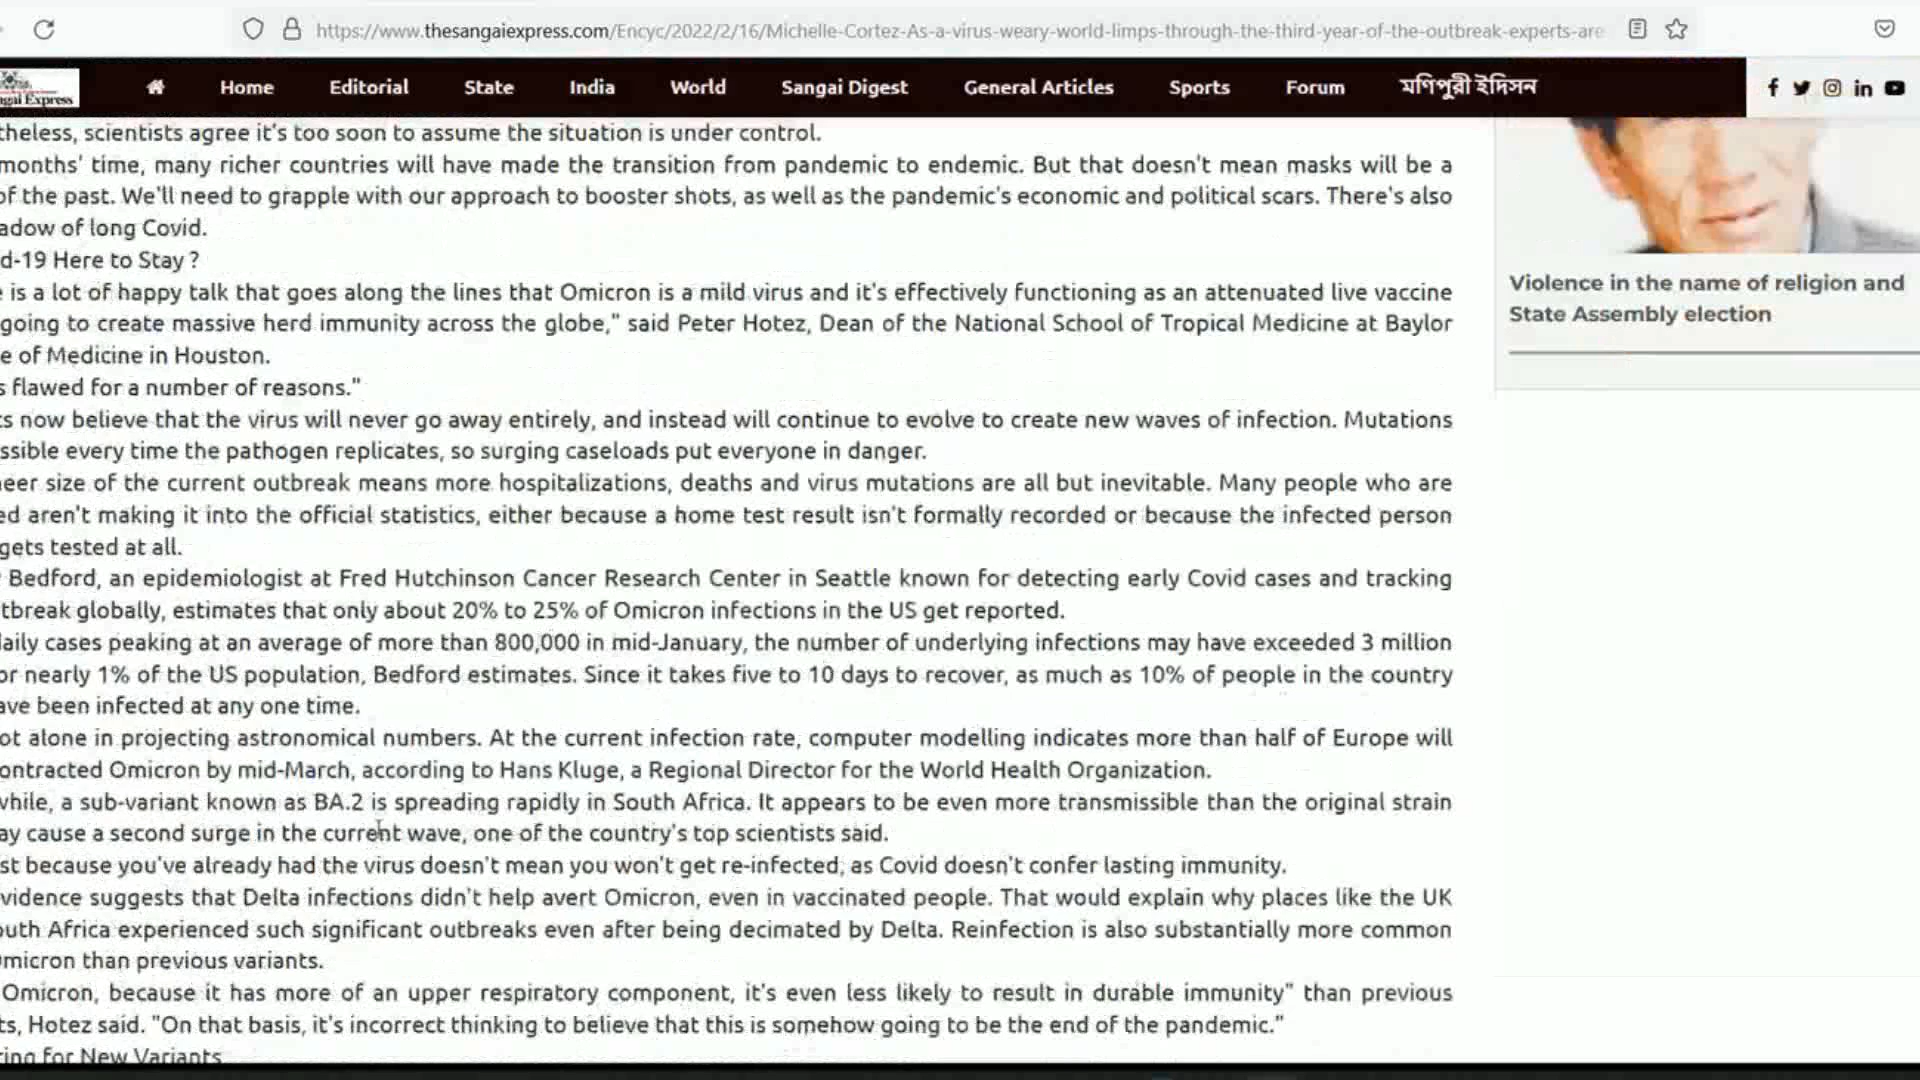 https://www.thesangaiexpress.com/Encyc/2022/2/16/Michelle-Cortez-As-a-virus-weary-world-limps-through-the-third-year-of-the-outbreak-experts-are
ngai Express
Home Editorial State India World Sangai Digest General Articles Sports Forum মণিপুরী ইদিসন
theless, scientists agree it's too soon to assume the situation is under control.
months' time, many richer countries will have made the transition from pandemic to endemic. But that doesn't mean masks will be a
of the past. We'll need to grapple with our approach to booster shots, as well as the pandemic's economic and political scars. There's also
adow of long Covid.
d-19 Here to Stay ?
e is a lot of happy talk that goes along the lines that Omicron is a mild virus and it's effectively functioning as an attenuated live vaccine
going to create massive herd immunity across the globe," said Peter Hotez, Dean of the National School of Tropical Medicine at Baylor
e of Medicine in Houston.
s flawed for a number of reasons."
ts now believe that the virus will never go away entirely, and instead will continue to evolve to create new waves of infection. Mutations
ssible every time the pathogen replicates, so surging caseloads put everyone in danger.
heer size of the current outbreak means more hospitalizations, deaths and virus mutations are all but inevitable. Many people who are
ed aren't making it into the official statistics, either because a home test result isn't formally recorded or because the infected person
gets tested at all.
r Bedford, an epidemiologist at Fred Hutchinson Cancer Research Center in Seattle known for detecting early Covid cases and tracking
tbreak globally, estimates that only about 20% to 25% of Omicron infections in the US get reported.
daily cases peaking at an average of more than 800,000 in mid-January, the number of underlying infections may have exceeded 3 million
or nearly 1% of the US population, Bedford estimates. Since it takes five to 10 days to recover, as much as 10% of people in the country
ave been infected at any one time.
ot alone in projecting astronomical numbers. At the current infection rate, computer modelling indicates more than half of Europe will
ontracted Omicron by mid-March, according to Hans Kluge, a Regional Director for the World Health Organization.
while, a sub-variant known as BA.2 is spreading rapidly in South Africa. It appears to be even more transmissible than the original strain
ay cause a second surge in the current wave, one of the country's top scientists said.
st because you've already had the virus doesn't mean you won't get re-infected, as Covid doesn't confer lasting immunity.
vidence suggests that Delta infections didn't help avert Omicron, even in vaccinated people. That would explain why places like the UK
outh Africa experienced such significant outbreaks even after being decimated by Delta. Reinfection is also substantially more common
Omicron than previous variants.
Omicron, because it has more of an upper respiratory component, it's even less likely to result in durable immunity" than previous
ts, Hotez said. "On that basis, it's incorrect thinking to believe that this is somehow going to be the end of the pandemic."
ring for New Variants
Violence in the name of religion and
State Assembly election